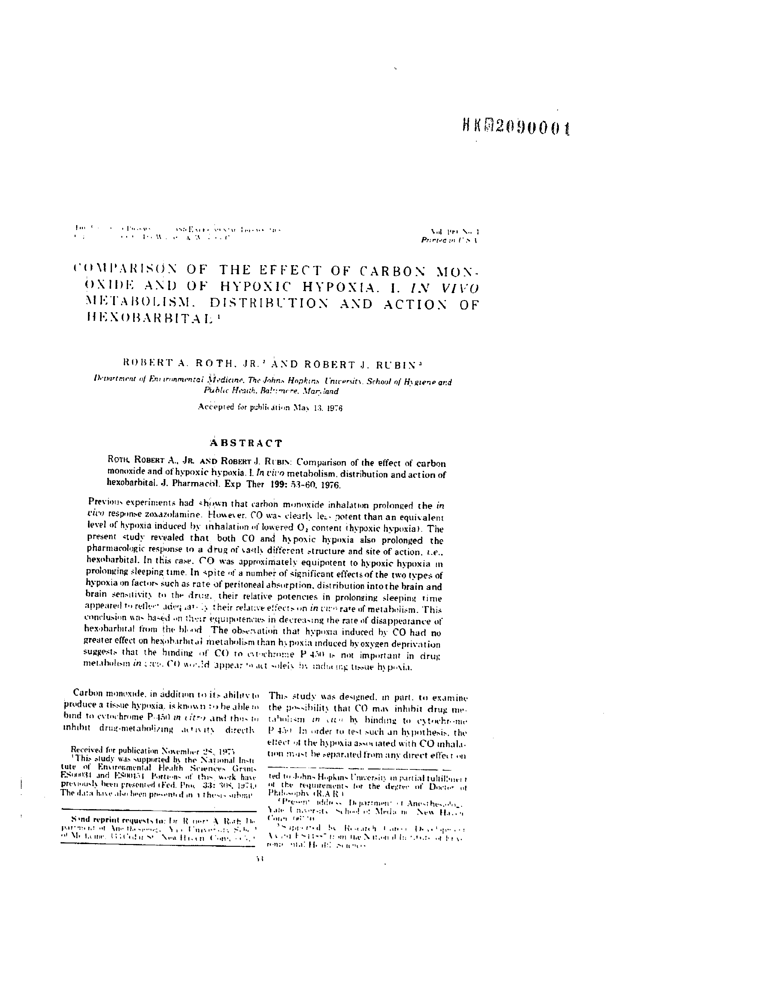 2090001
Vol. 199, No. 1
Printed in U.S.A.
COMPARISON OF THE EFFECT OF CARBON MON-
OXIDE AND OF HYPOXIC HYPOXIA. I. IN VIVO
METABOLISM, DISTRIBUTION AND ACTION OF
HEXOBARBITAL¹
ROBERT A. ROTH, JR.² AND ROBERT J. RUBIN³
Department of Environmental Medicine, The Johns Hopkins University, School of Hygiene and
Public Health, Baltimore, Maryland
Accepted for publication May 13, 1976
ABSTRACT
ROTH, ROBERT A., JR. AND ROBERT J. RUBIN: Comparison of the effect of carbon
monoxide and of hypoxic hypoxia. I. In vivo metabolism, distribution and action of
hexobarbital. J. Pharmacol. Exp Ther 199: 53-60, 1976.
Previous experiments had shown that carbon monoxide inhalation prolonged the in
vivo response zoxazolamine. However, CO was clearly less potent than an equivalent
level of hypoxia induced by inhalation of lowered O₂ content (hypoxic hypoxia). The
present study revealed that both CO and hypoxic hypoxia also prolonged the
pharmacologic response to a drug of vastly different structure and site of action, i.e.,
hexobarbital. In this case, CO was approximately equipotent to hypoxic hypoxia in
prolonging sleeping time. In spite of a number of significant effects of the two types of
hypoxia on factors such as rate of peritoneal absorption, distribution into the brain and
brain sensitivity to the drug, their relative potencies in prolonging sleeping time
appeared to reflect adequately their relative effects on in vivo rate of metabolism. This
conclusion was based on their equipotencies in decreasing the rate of disappearance of
hexobarbital from the blood. The observation that hypoxia induced by CO had no
greater effect on hexobarbital metabolism than hypoxia induced by oxygen deprivation
suggests that the binding of CO to cytochrome P-450 is not important in drug
metabolism in vivo. CO would appear to act solely by inducing tissue hypoxia.
Carbon monoxide, in addition to its ability to
produce a tissue hypoxia, is known to be able to
bind to cytochrome P-450 in vitro and thus to
inhibit drug-metabolizing activity directly.
Received for publication November 28, 1975
¹This study was supported by the National Insti-
tute of Environmental Health Sciences Grants
ES00034 and ES00454. Portions of this work have
previously been presented (Fed. Proc. 33: 308, 1974).
The data have also been presented in a thesis submit-
Send reprint requests to: Dr. Robert A. Roth, De-
partment of Anesthesiology, Yale University School
of Medicine, New Haven, Conn.
This study was designed, in part, to examine
the possibility that CO may inhibit drug me-
tabolism in vivo by binding to cytochrome
P-450. In order to test such an hypothesis, the
effect of the hypoxia associated with CO inhala-
tion must be separated from any direct effect on
ted to Johns Hopkins University in partial fulfillment
of the requirements for the degree of Doctor of
Philosophy (R.A.R.)
²Present address: Department of Anesthesiology,
Yale University School of Medicine, New Haven,
Conn.
³Supported by Research Career Development
Award from the National Institute of Envi-
ronmental Health Sciences.
53